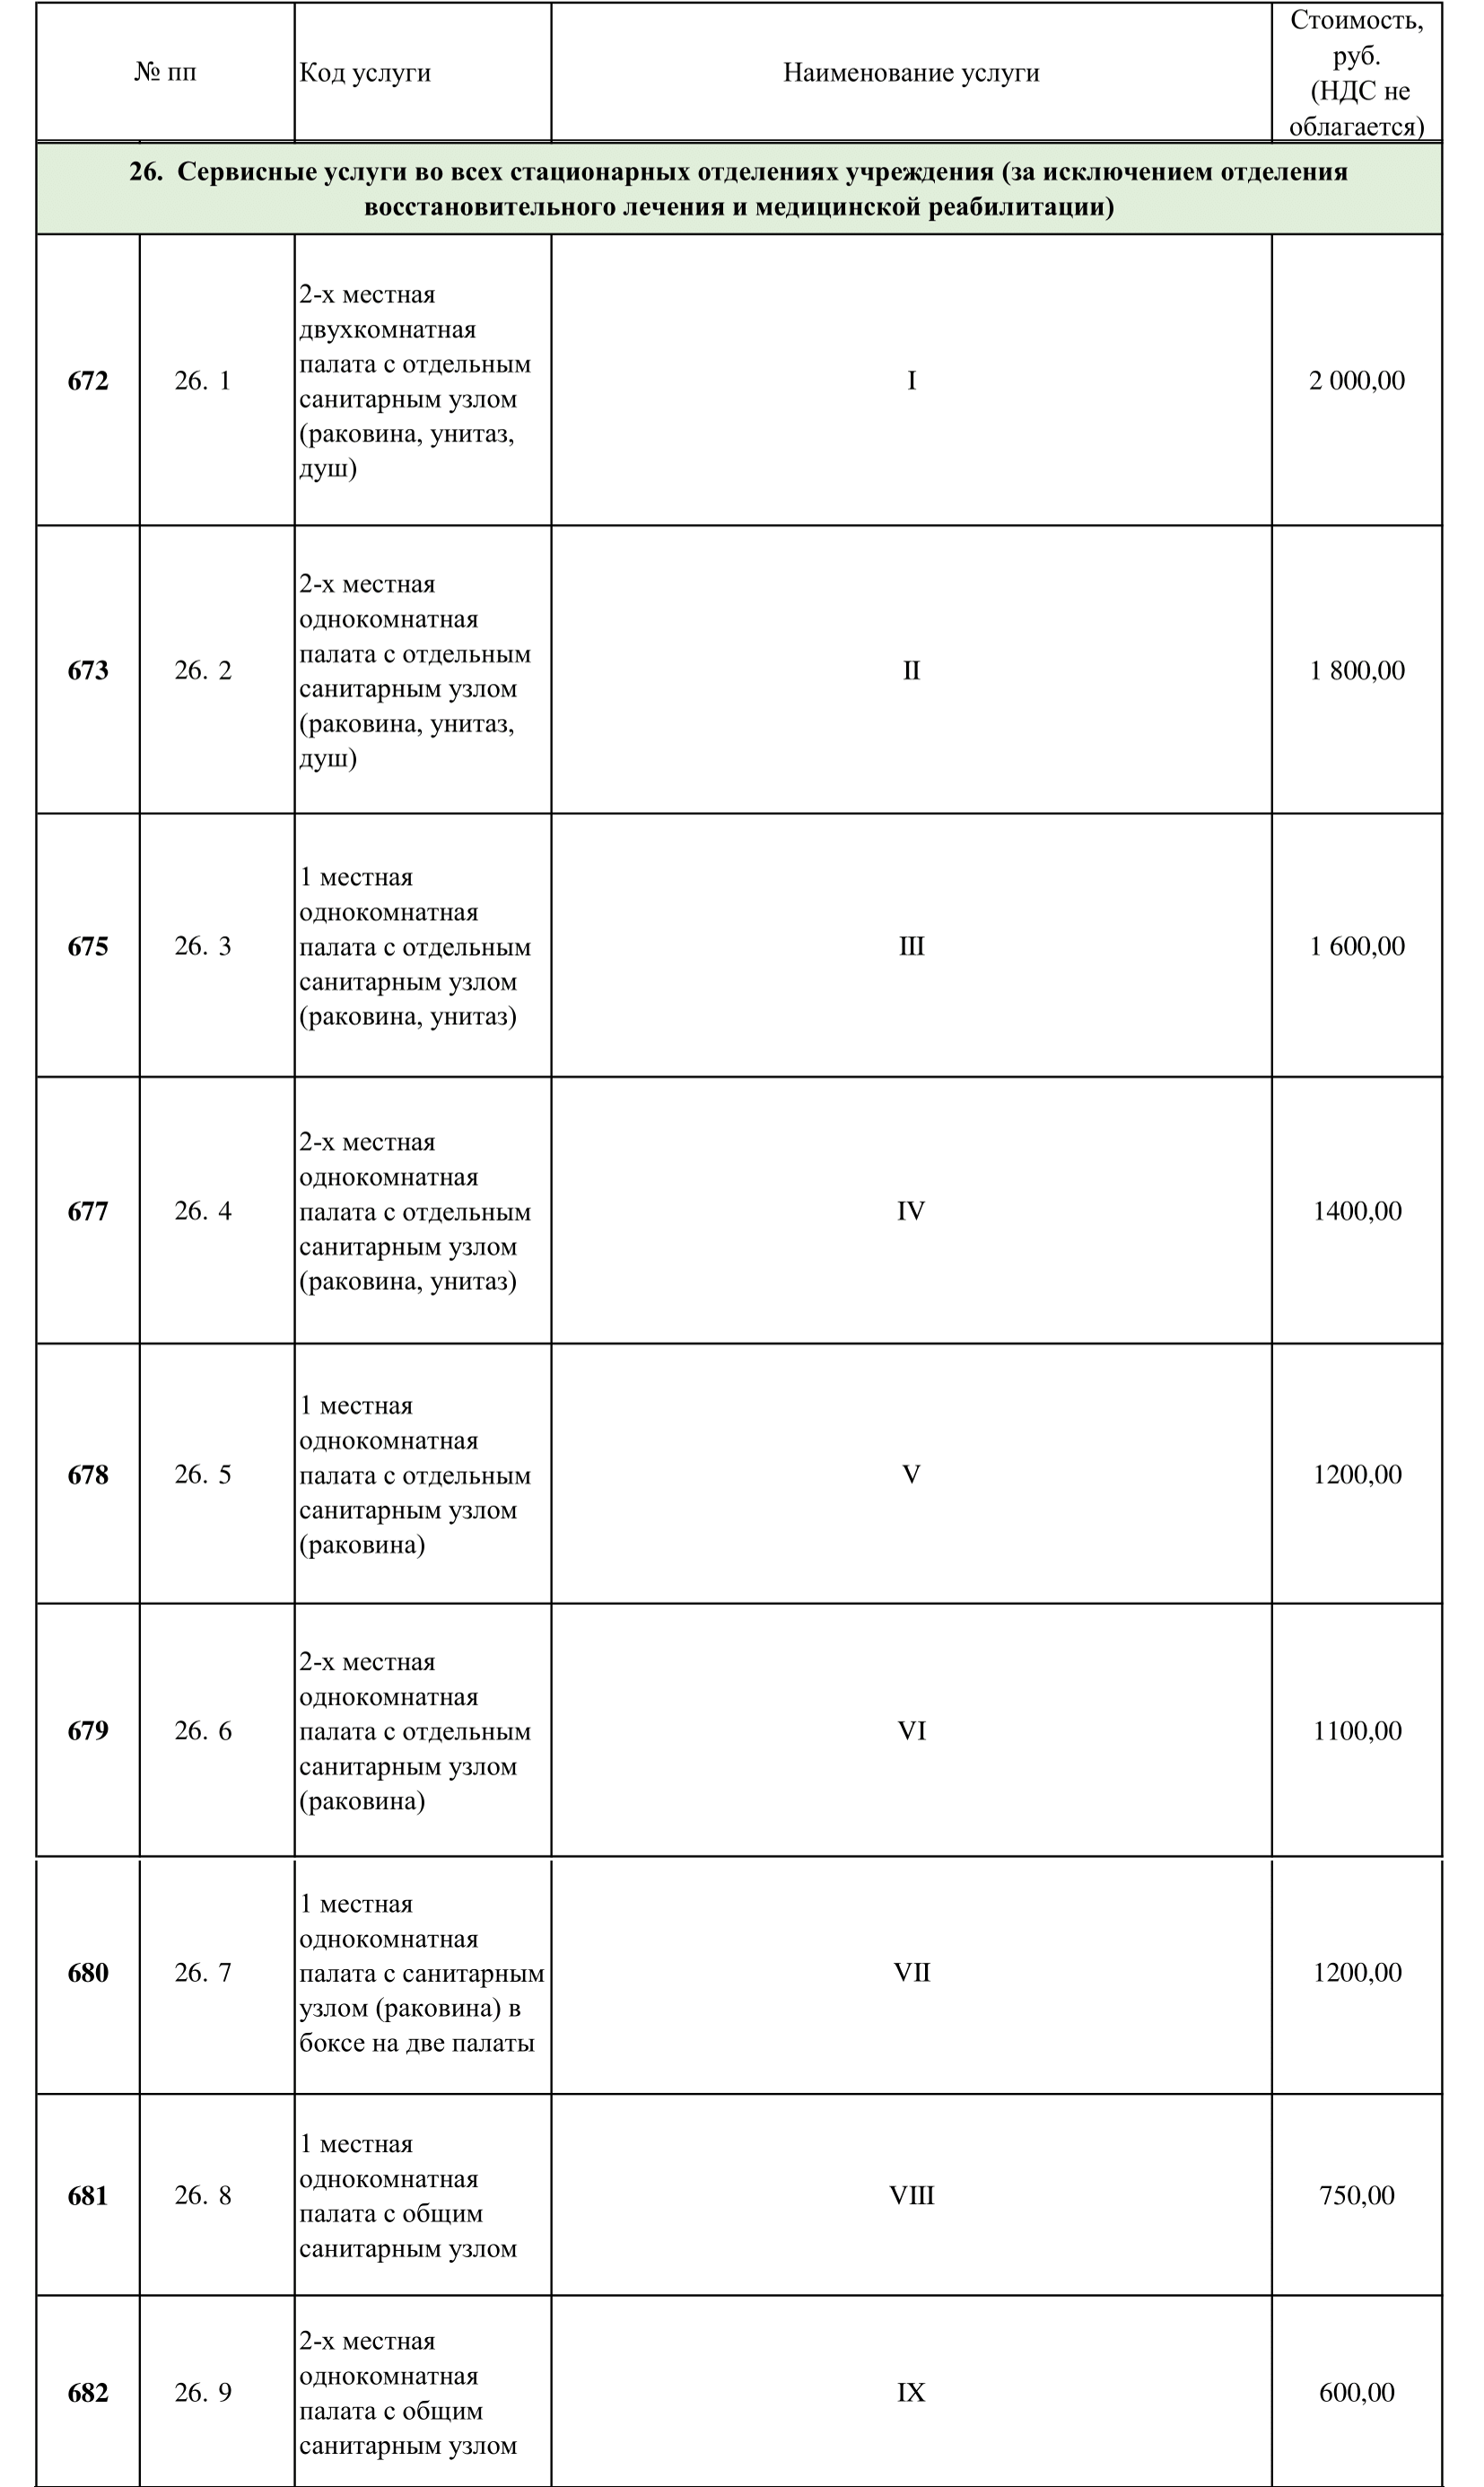 № пп
Код услуги
Наименование услуги
Стоимость,
руб.
(НДС не
облагается)
26. Сервисные услуги во всех стационарных отделениях учреждения (за исключением отделения
восстановительного лечения и медицинской реабилитации)
672
26. 1
2-х местная
двухкомнатная
палата с отдельным
санитарным узлом
(раковина, унитаз,
душ)
I
2 000,00
673
26. 2
2-х местная
однокомнатная
палата с отдельным
санитарным узлом
(раковина, унитаз,
душ)
II
1 800,00
675
26. 3
1 местная
однокомнатная
палата с отдельным
санитарным узлом
(раковина, унитаз)
III
1 600,00
677
26. 4
2-х местная
однокомнатная
палата с отдельным
санитарным узлом
(раковина, унитаз)
IV
1400,00
678
26. 5
1 местная
однокомнатная
палата с отдельным
санитарным узлом
(раковина)
V
1200,00
679
26. 6
2-х местная
однокомнатная
палата с отдельным
санитарным узлом
(раковина)
VI
1100,00
680
26. 7
1 местная
однокомнатная
палата с санитарным
узлом (раковина) в
боксе на две палаты
VII
1200,00
681
26. 8
1 местная
однокомнатная
палата с общим
санитарным узлом
VIII
750,00
682
26. 9
2-х местная
однокомнатная
палата с общим
санитарным узлом
IX
600,00